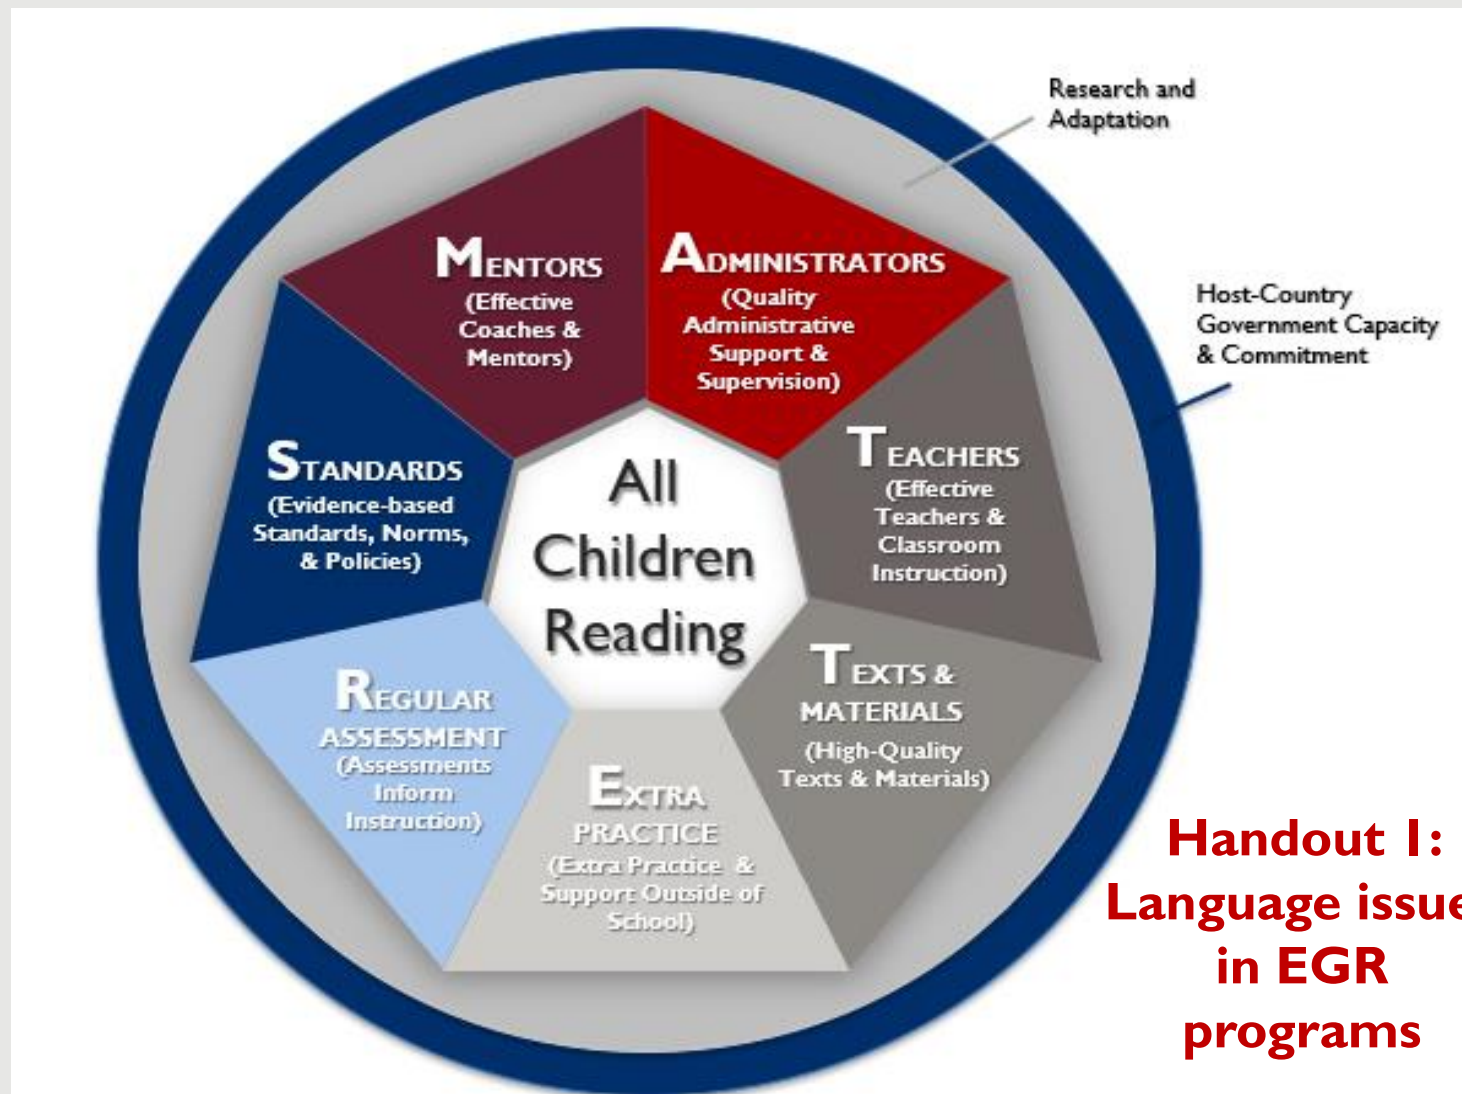 Research and
Adaptation
Host-Country
Government Capacity
& Commitment
MENTORS
(Effective
Coaches &
Mentors)
ADMINISTRATORS
(Quality
Administrative
Support &
Supervision)
STANDARDS
(Evidence-based
Standards, Norms,
& Policies)
All
Children
Reading
TEACHERS
(Effective
Teachers &
Classroom
Instruction)
REGULAR
ASSESSMENT
(Assessments
Inform
Instruction)
EXTRA
PRACTICE
(Extra Practice &
Support Outside of
School)
TEXTS &
MATERIALS
(High-Quality
Texts & Materials)
Handout 1:
Language issue
in EGR
programs